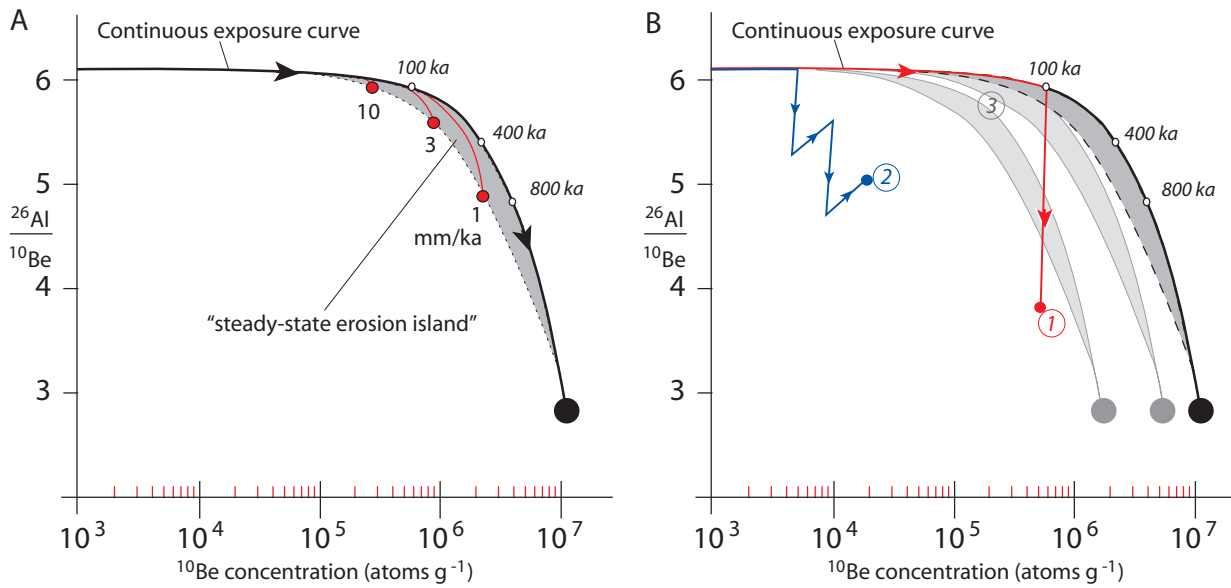 A
Continuous exposure curve
6
5
4
3
26Al
10Be
100 ka
400 ka
800 ka
10
3
1
mm/ka
“steady-state erosion island”
10^3
10^4
10^5
10^6
10^7
10Be concentration (atoms g^-1)
B
Continuous exposure curve
6
5
4
3
26Al
10Be
100 ka
400 ka
800 ka
3
2
1
10^3
10^4
10^5
10^6
10^7
10Be concentration (atoms g^-1)